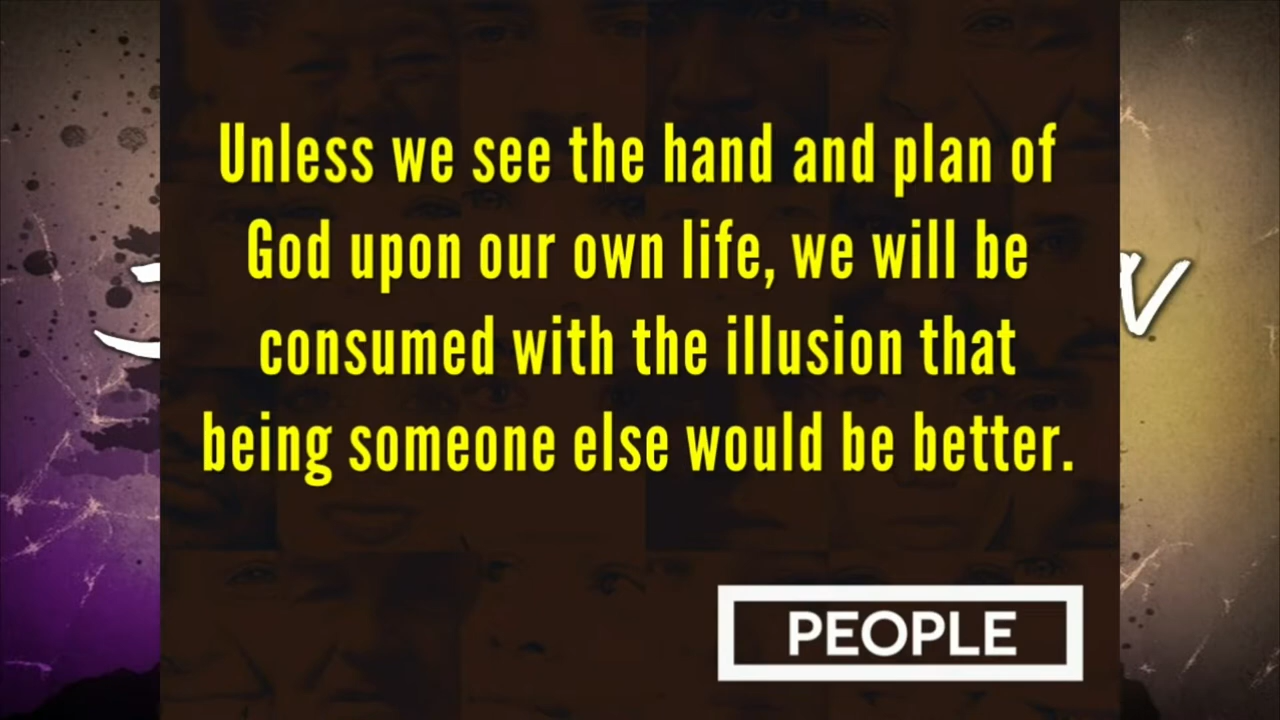 Unless we see the hand and plan of
God upon our own life, we will be
consumed with the illusion that
being someone else would be better.
PEOPLE